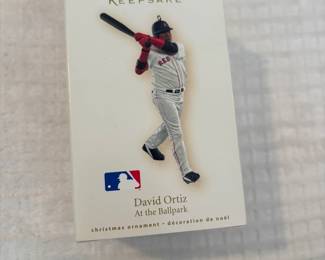 KEEPSAKE
RED
David Ortiz
At the Ballpark
christmas ornament • décoration de noël